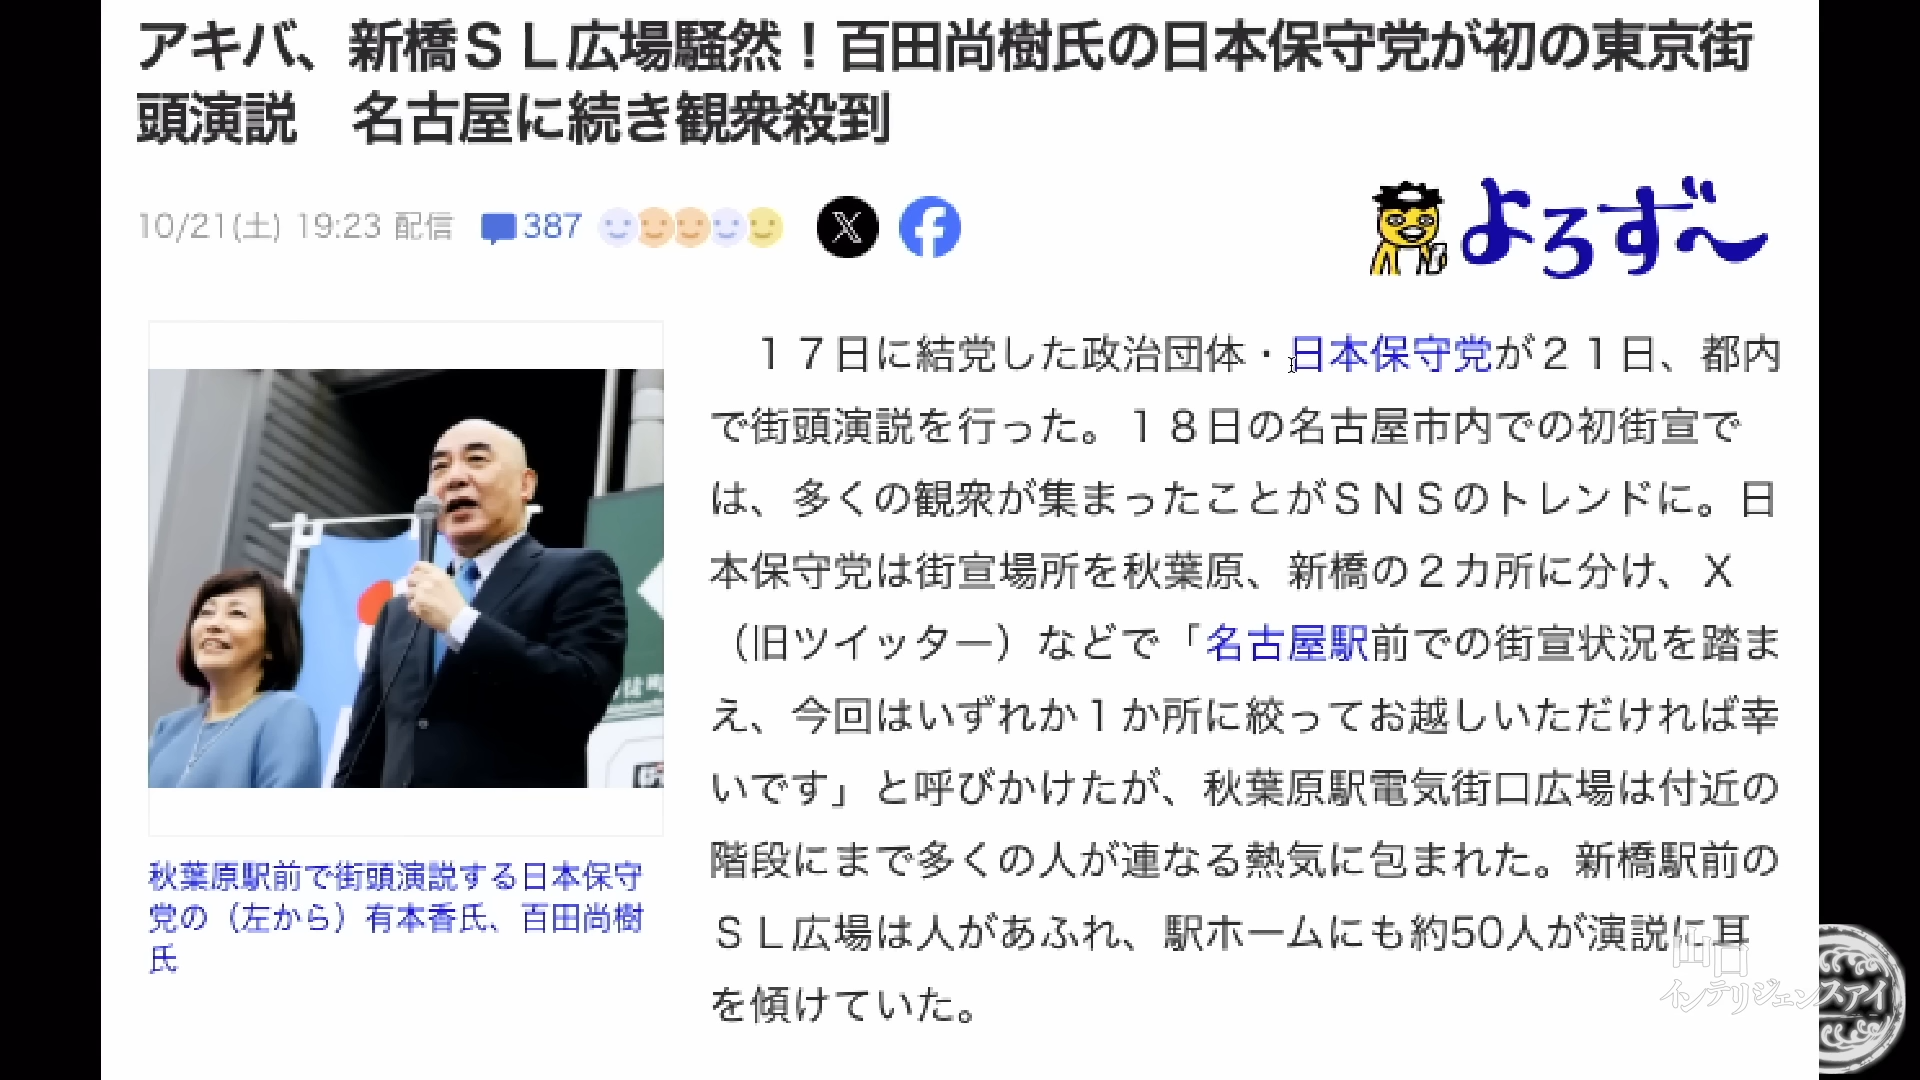 アキバ、新橋ＳＬ広場騒然！百田尚樹氏の日本保守党が初の東京街
頭演説　名古屋に続き観衆殺到
10/21(土) 19:23 配信 387
よろず〜
１７日に結党した政治団体・日本保守党が２１日、都内
で街頭演説を行った。１８日の名古屋市内での初街宣で
は、多くの観衆が集まったことがＳＮＳのトレンドに。日
本保守党は街宣場所を秋葉原、新橋の２カ所に分け、Ｘ
（旧ツイッター）などで「名古屋駅前での街宣状況を踏ま
え、今回はいずれか１か所に絞ってお越しいただければ幸
いです」と呼びかけたが、秋葉原駅電気街口広場は付近の
階段にまで多くの人が連なる熱気に包まれた。新橋駅前の
ＳＬ広場は人があふれ、駅ホームにも約50人が演説に耳
を傾けていた。
秋葉原駅前で街頭演説する日本保守
党の（左から）有本香氏、百田尚樹
氏
山口
インテリジェンスアイ